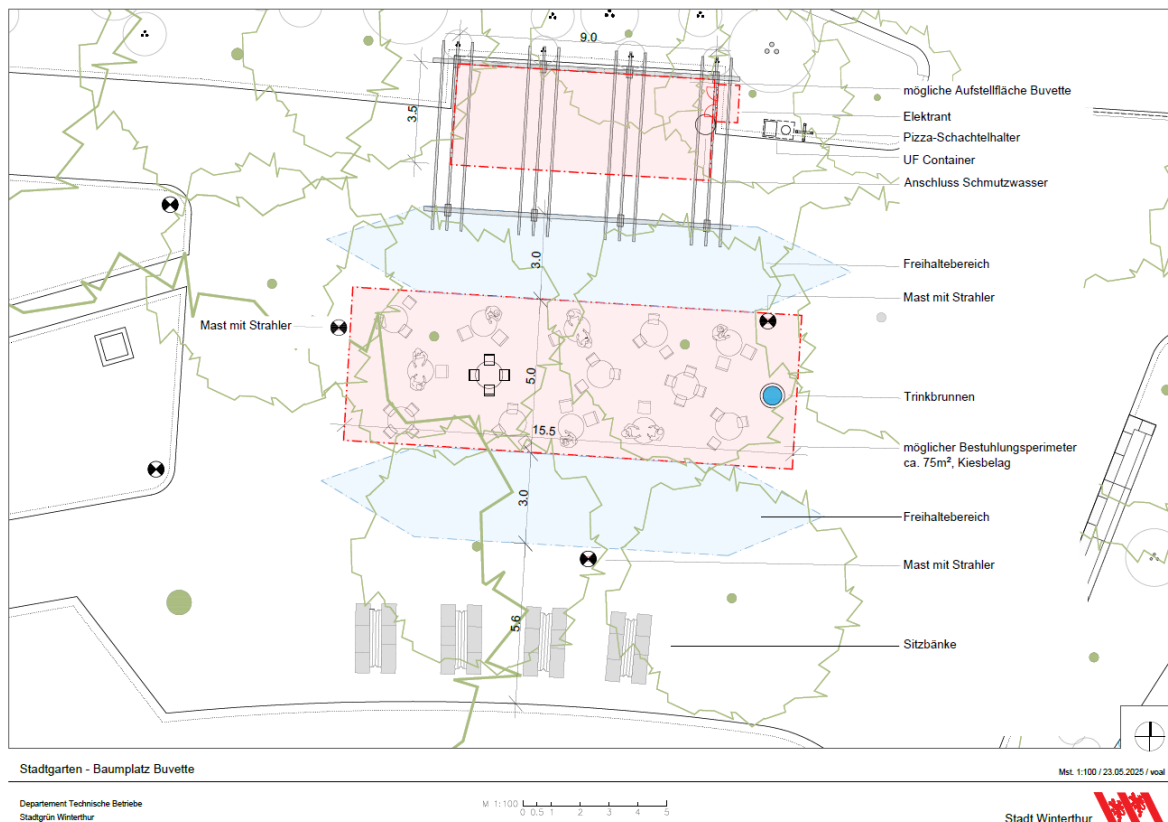 9.0
mögliche Aufstellfläche Buvette
3.5
Elektrant
Pizza-Schachtelhalter
UF Container
Anschluss Schmutzwasser
3.0
Freihaltebereich
Mast mit Strahler
Mast mit Strahler
5.0
Trinkbrunnen
15.5
möglicher Bestuhlungsperimeter
ca. 75m², Kiesbelag
3.0
Freihaltebereich
Mast mit Strahler
5.6
Sitzbänke
Stadtgarten - Baumplatz Buvette
Mst. 1:100 / 23.05.2025 / voal
Departement Technische Betriebe
Stadtgrün Winterthur
M 1:100
0 0.5 1 2 3 4 5
Stadt Winterthur